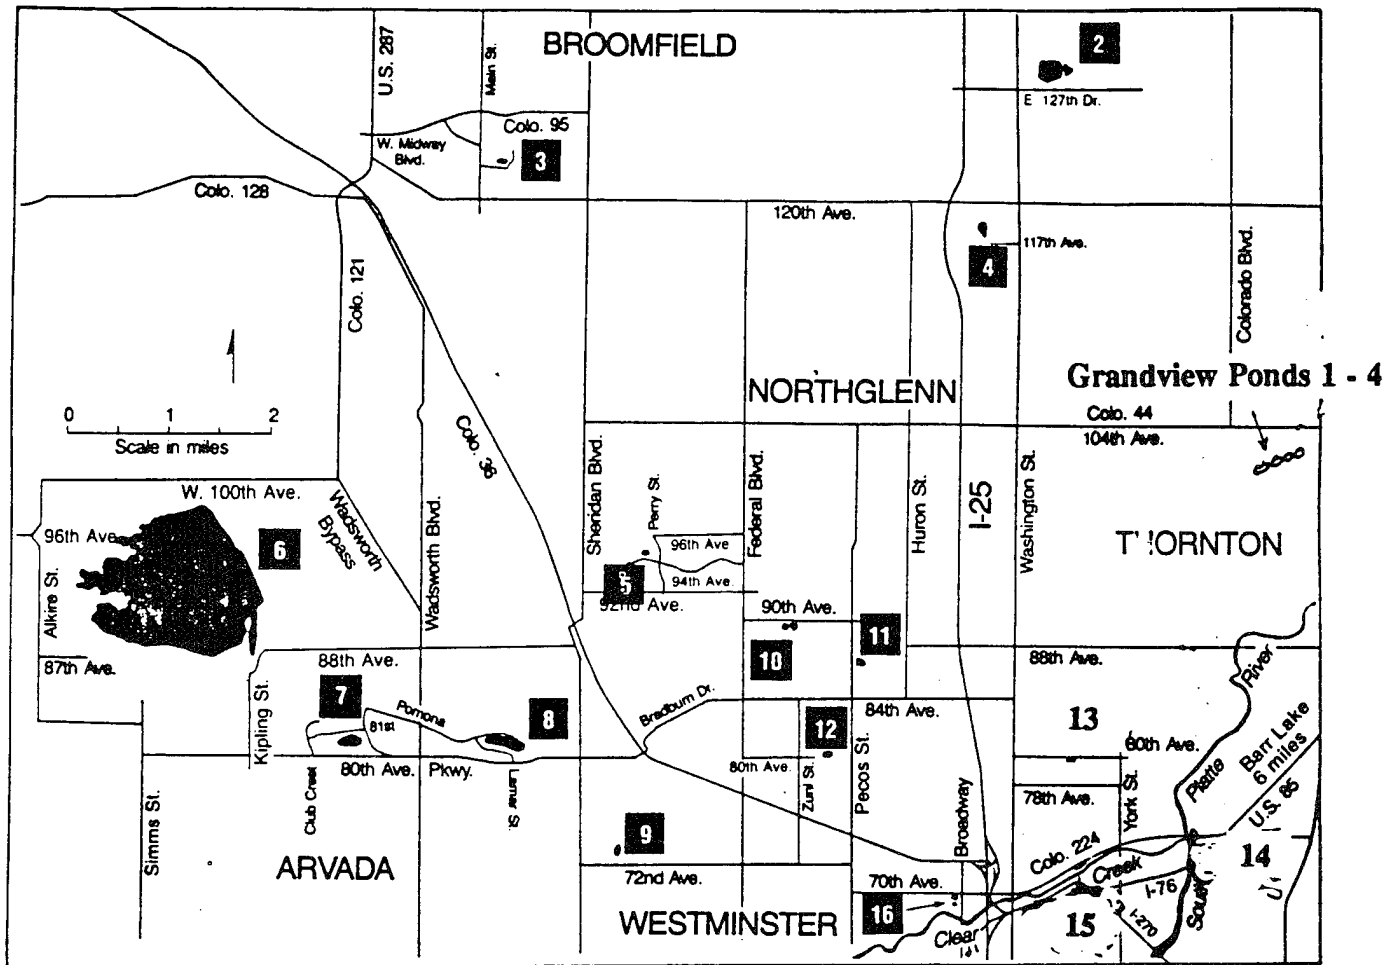 BROOMFIELD
2
U.S. 287
Main St.
E 127th Dr.
Colo. 95
W. Midway
Blvd.
3
Colo. 128
120th Ave.
117th Ave.
4
Colo. 121
Colorado Blvd.
Grandview Ponds 1 - 4
NORTHGLENN
Colo. 44
104th Ave.
0 1 2
Scale in miles
Colo. 36
Sheridan Blvd.
Perry St.
Federal Blvd.
Huron St.
I-25
Washington St.
W. 100th Ave.
Wadsworth
Bypass
Wadsworth Blvd.
96th Ave
6
96th Ave
T' !ORNTON
5
94th Ave.
92nd Ave.
Alkire St.
90th Ave.
11
10
87th Ave.
88th Ave.
88th Ave.
River
Kipling St.
7
Pomona
81st
8
Bradburn Dr.
84th Ave.
12
13
80th Ave. Pkwy.
80th Ave.
80th Ave.
Barr Lake
6 miles
Platte
Zuni St.
Pecos St.
78th Ave.
York St.
U.S. 85
Simms St.
Club Crest
Lamar St.
9
Broadway
ARVADA
72nd Ave.
70th Ave.
Colo. 224
Creek
14
I-76
South
WESTMINSTER
16
Clear
15
I-270